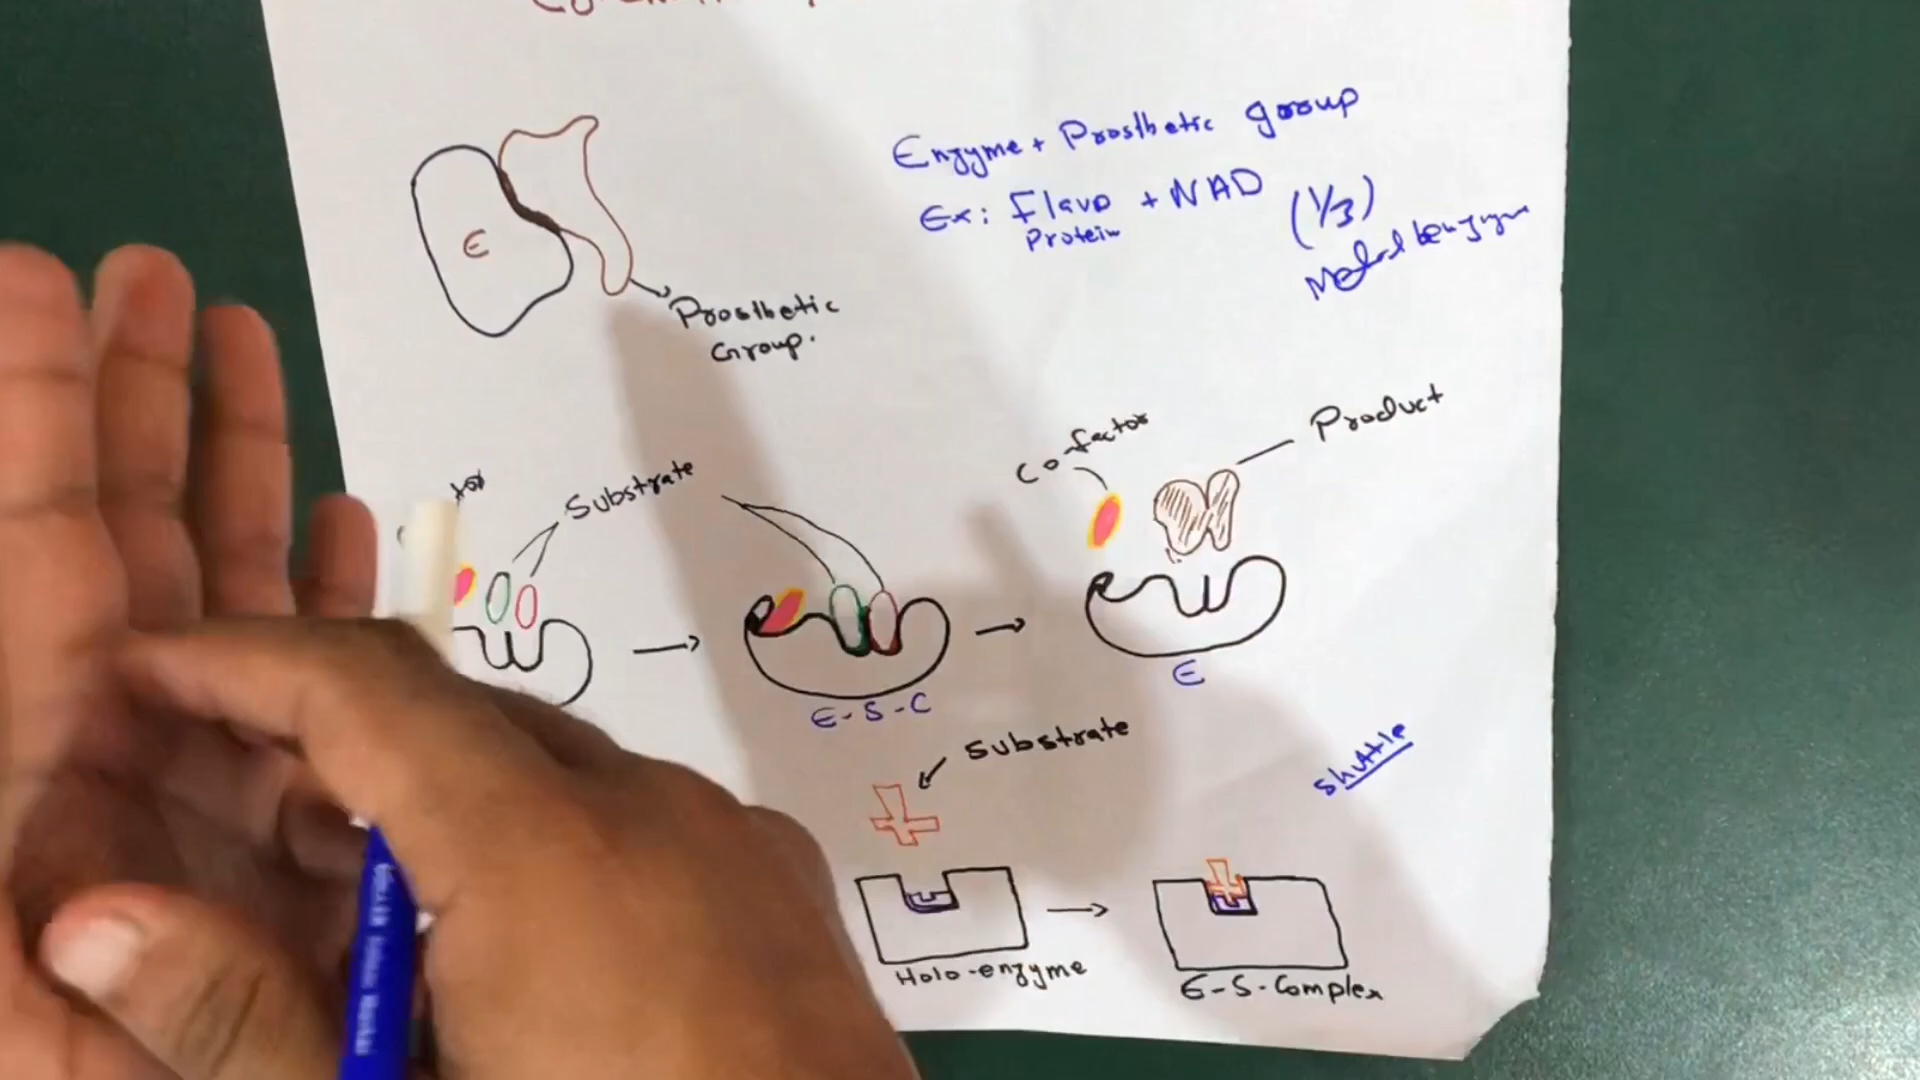 Enzyme + Prosthetic group
Ex: Flavo + NAD (1/3)
Protein
E
Prosthetic
Group.
Substrate
Co-factor
Product
E-S-C
E
Substrate
Shuttle
Holo-enzyme
E-S-Complex